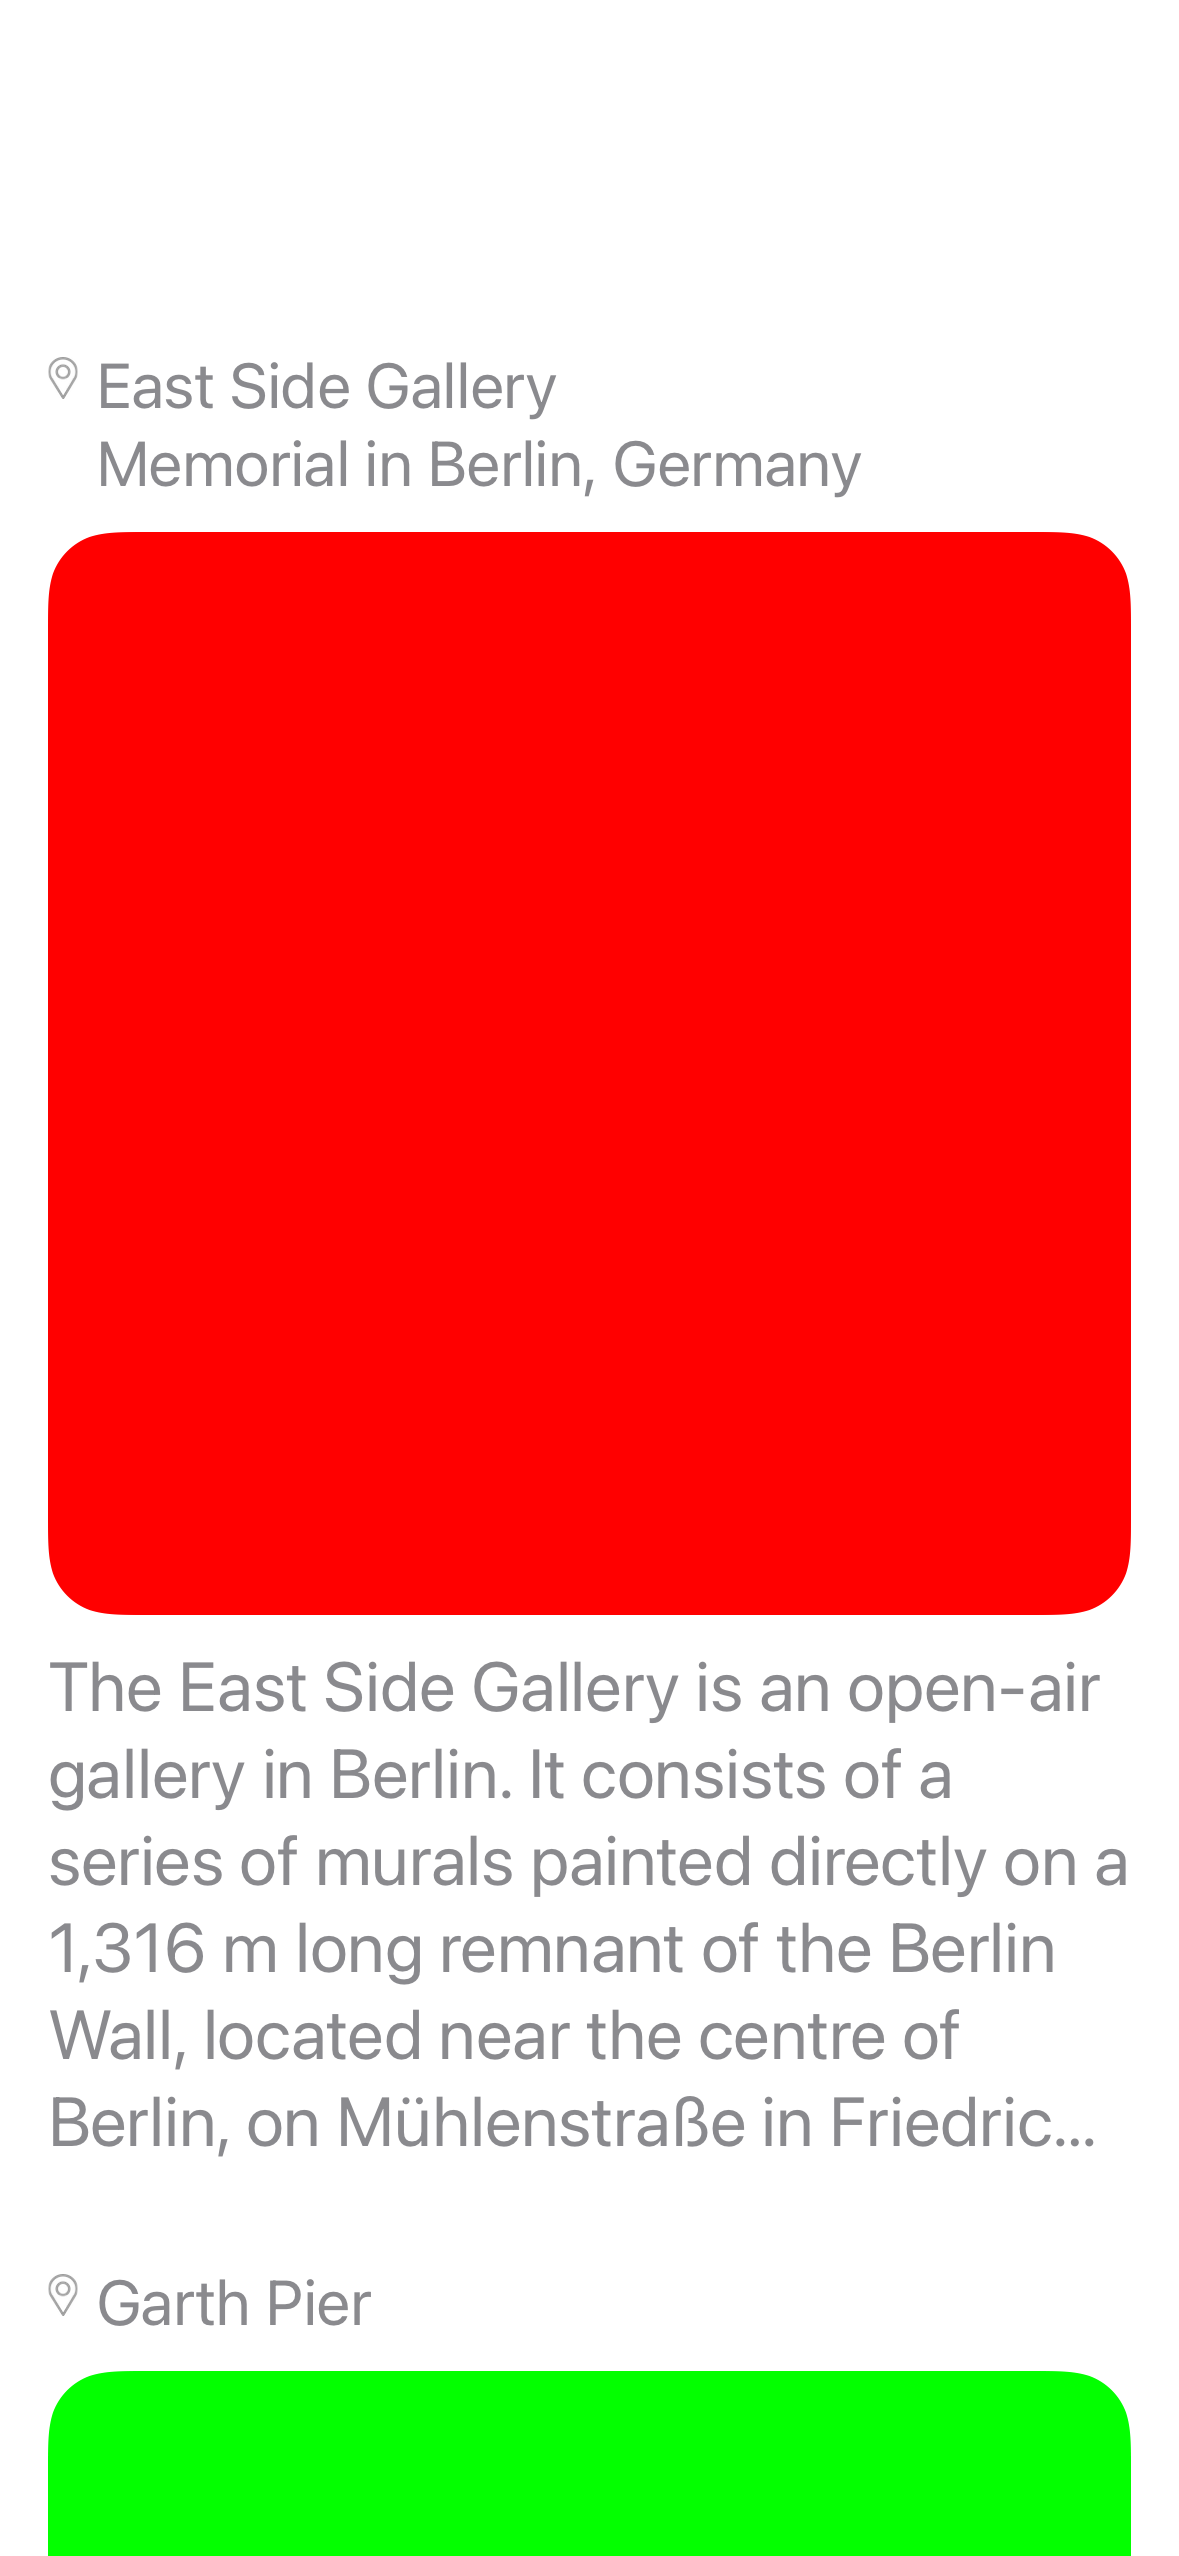 East Side Gallery
Memorial in Berlin, Germany
The East Side Gallery is an open-air
gallery in Berlin. It consists of a
series of murals painted directly on a
1,316 m long remnant of the Berlin
Wall, located near the centre of
Berlin, on Mühlenstraße in Friedric...
Garth Pier